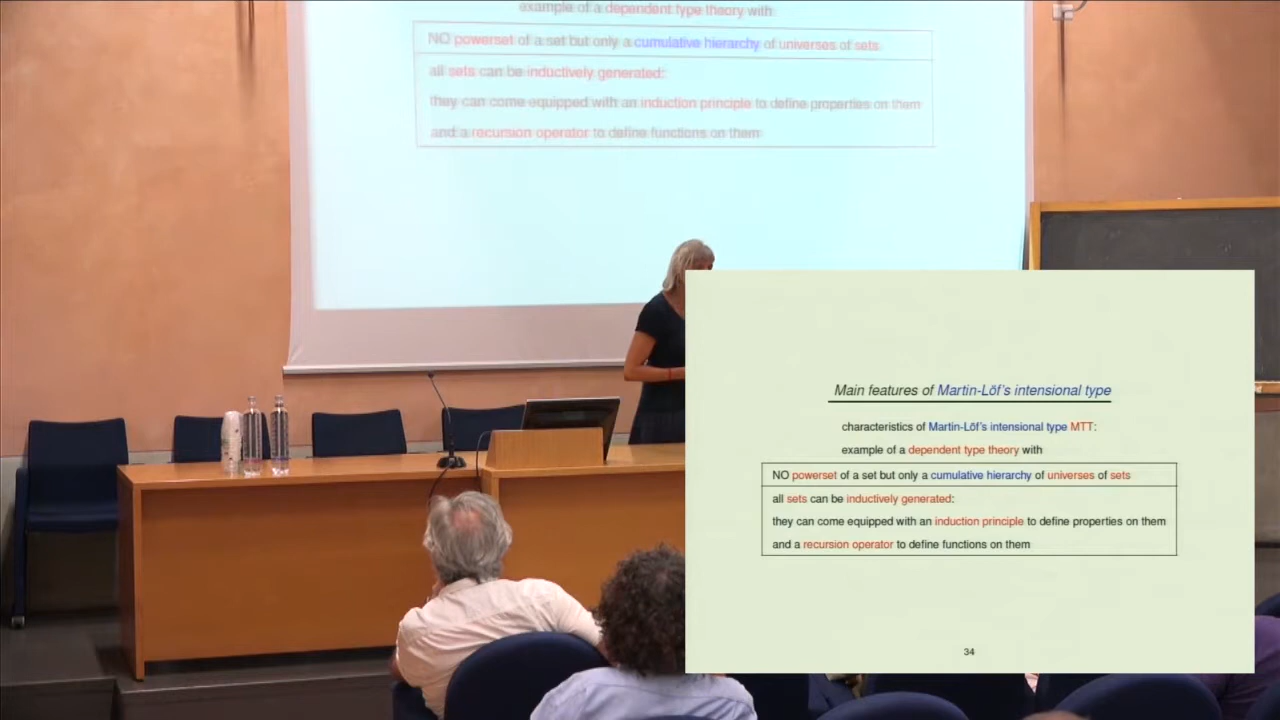 example of a dependent type theory with
NO powerset of a set but only a cumulative hierarchy of universes of sets
all sets can be inductively generated:
they can come equipped with an induction principle to define properties on them
and a recursion operator to define functions on them
Main features of Martin-Löf's intensional type
characteristics of Martin-Löf's intensional type MTT:
example of a dependent type theory with
NO powerset of a set but only a cumulative hierarchy of universes of sets
all sets can be inductively generated:
they can come equipped with an induction principle to define properties on them
and a recursion operator to define functions on them
34